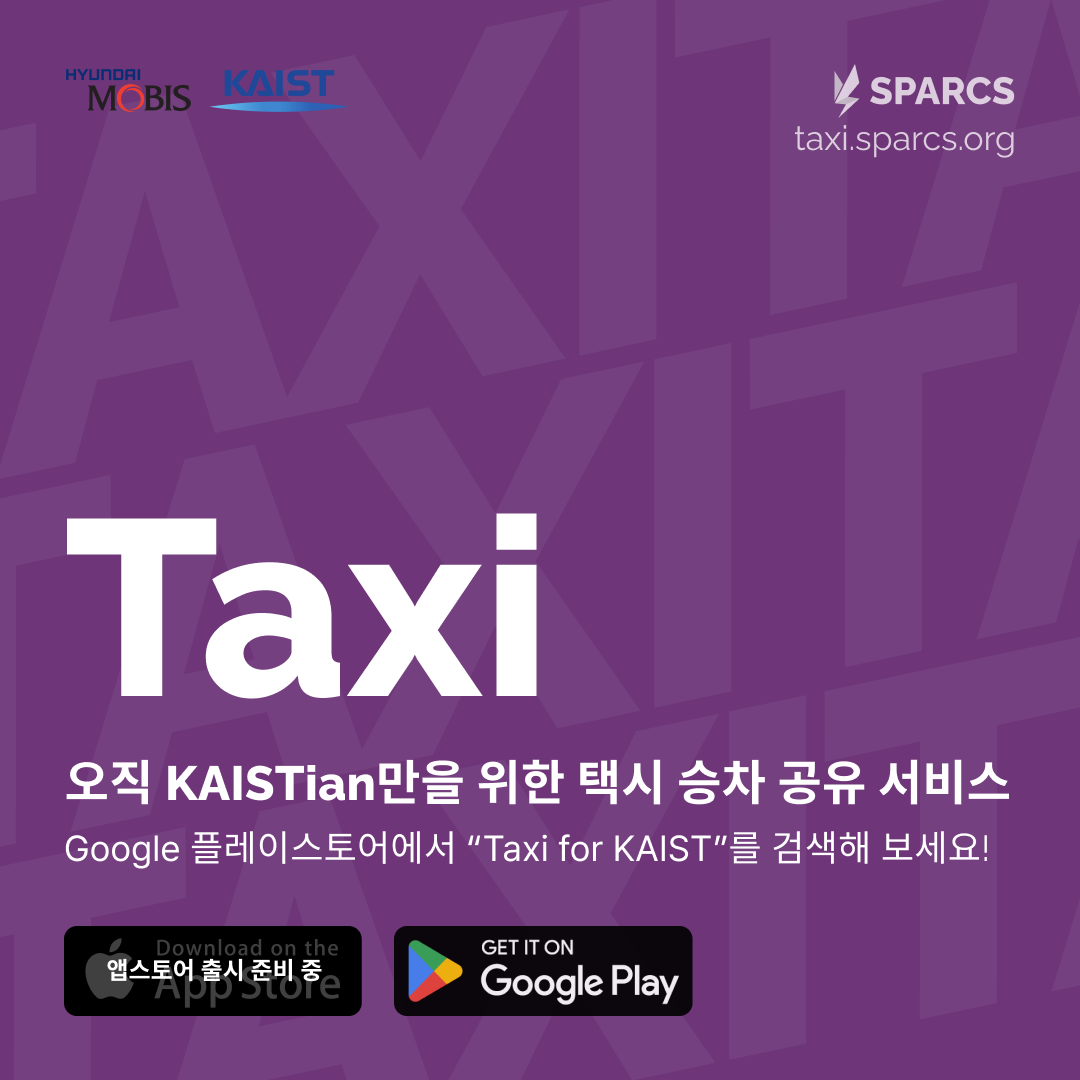 HYUNDAI
MOBIS
KAIST
SPARCS
taxi.sparcs.org
TAXITA
TAXITA
TAXIT
Taxi
오직 KAISTian만을 위한 택시 승차 공유 서비스
Google 플레이스토어에서 “Taxi for KAIST”를 검색해 보세요!
Download on the
App Store
앱스토어 출시 준비 중
GET IT ON
Google Play